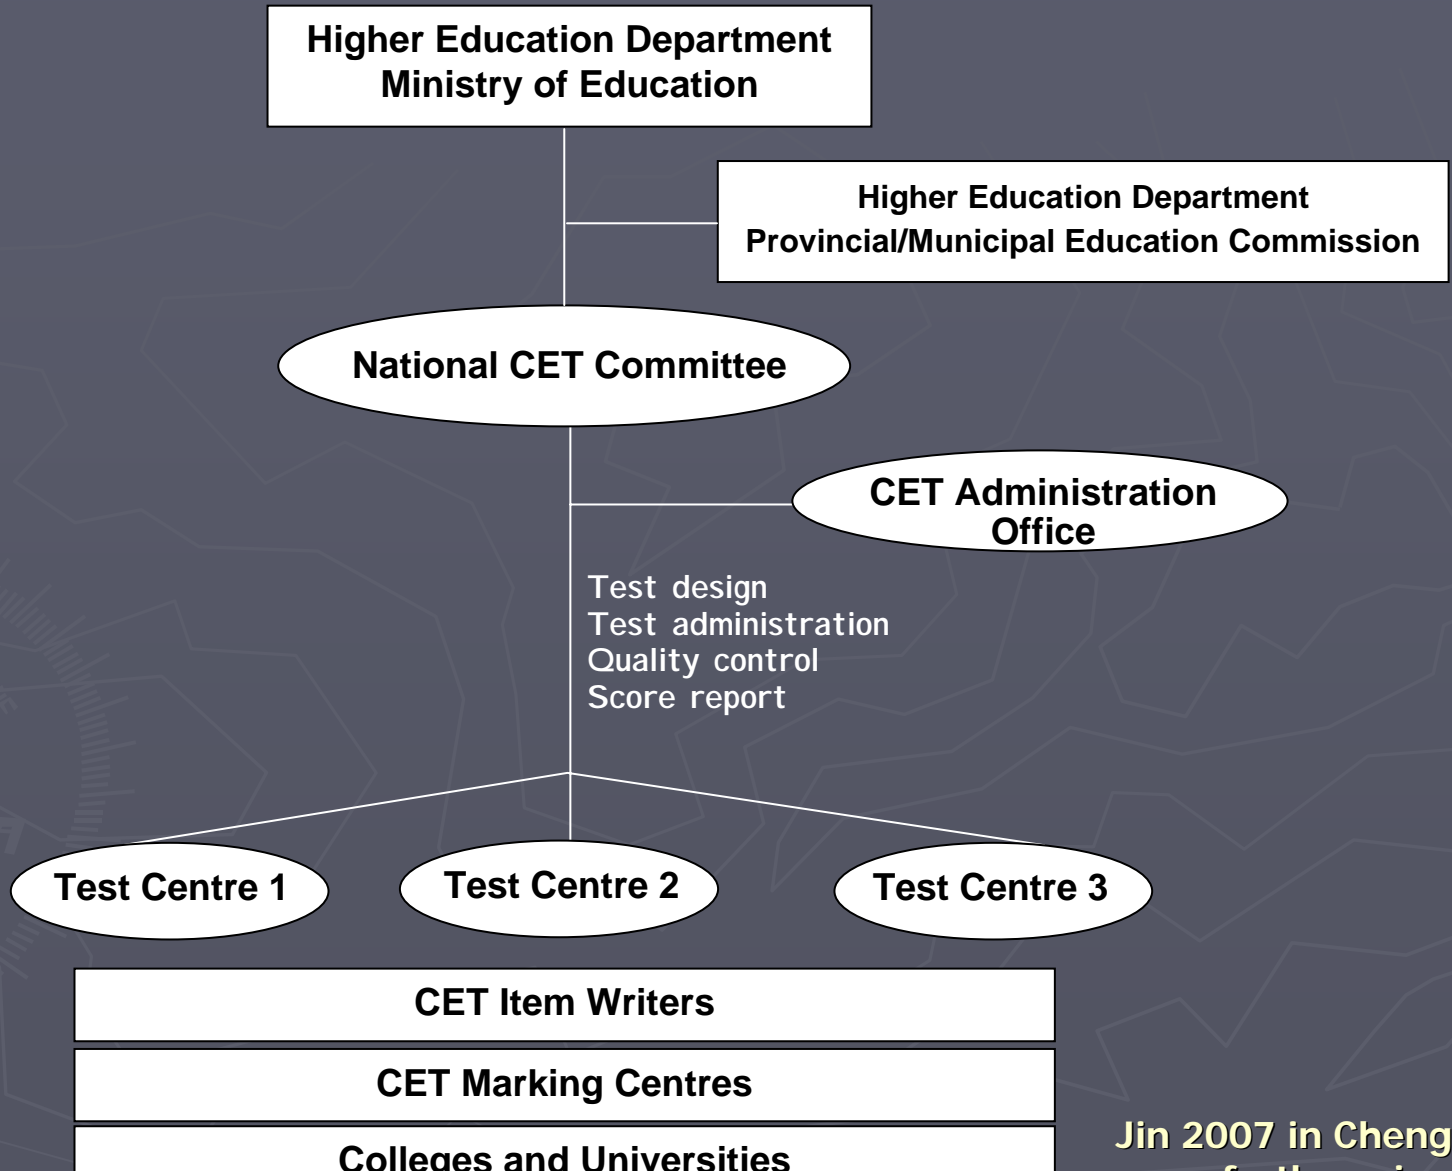 Higher Education Department
Ministry of Education
Higher Education Department
Provincial/Municipal Education Commission
National CET Committee
CET Administration
Office
Test design
Test administration
Quality control
Score report
Test Centre 1
Test Centre 2
Test Centre 3
CET Item Writers
CET Marking Centres
Colleges and Universities
Jin 2007 in Cheng